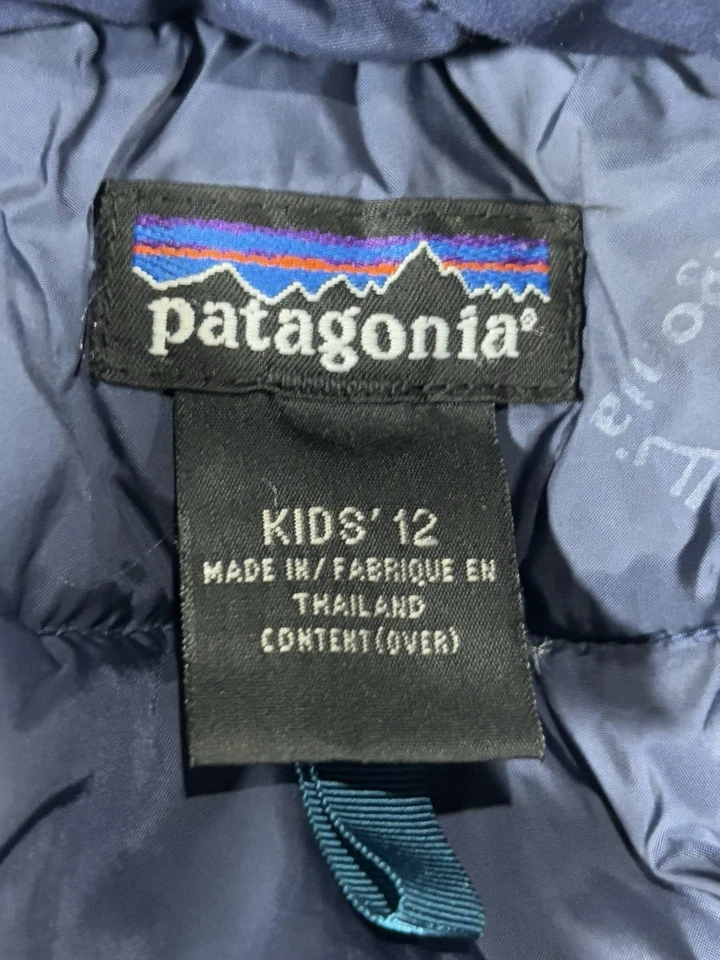 patagonia®
KIDS' 12
MADE IN/FABRIQUE EN
THAILAND
CONTENT(OVER)